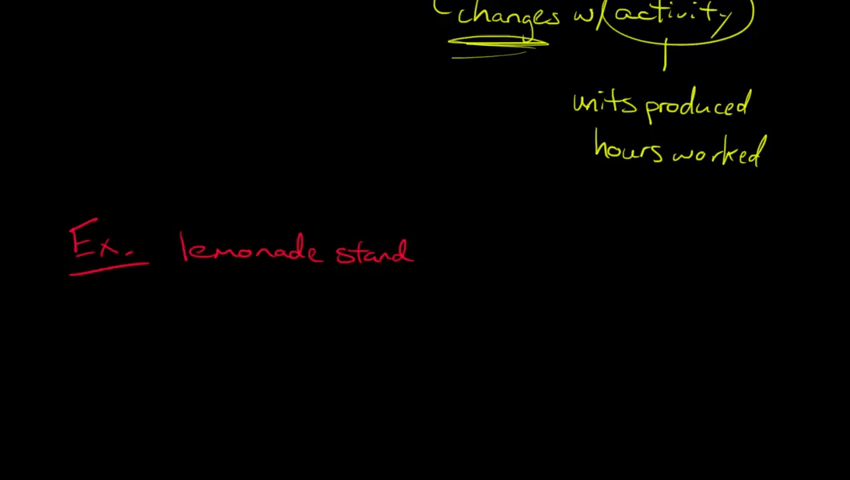 changes w/ activity
units produced
hours worked
Ex. lemonade stand